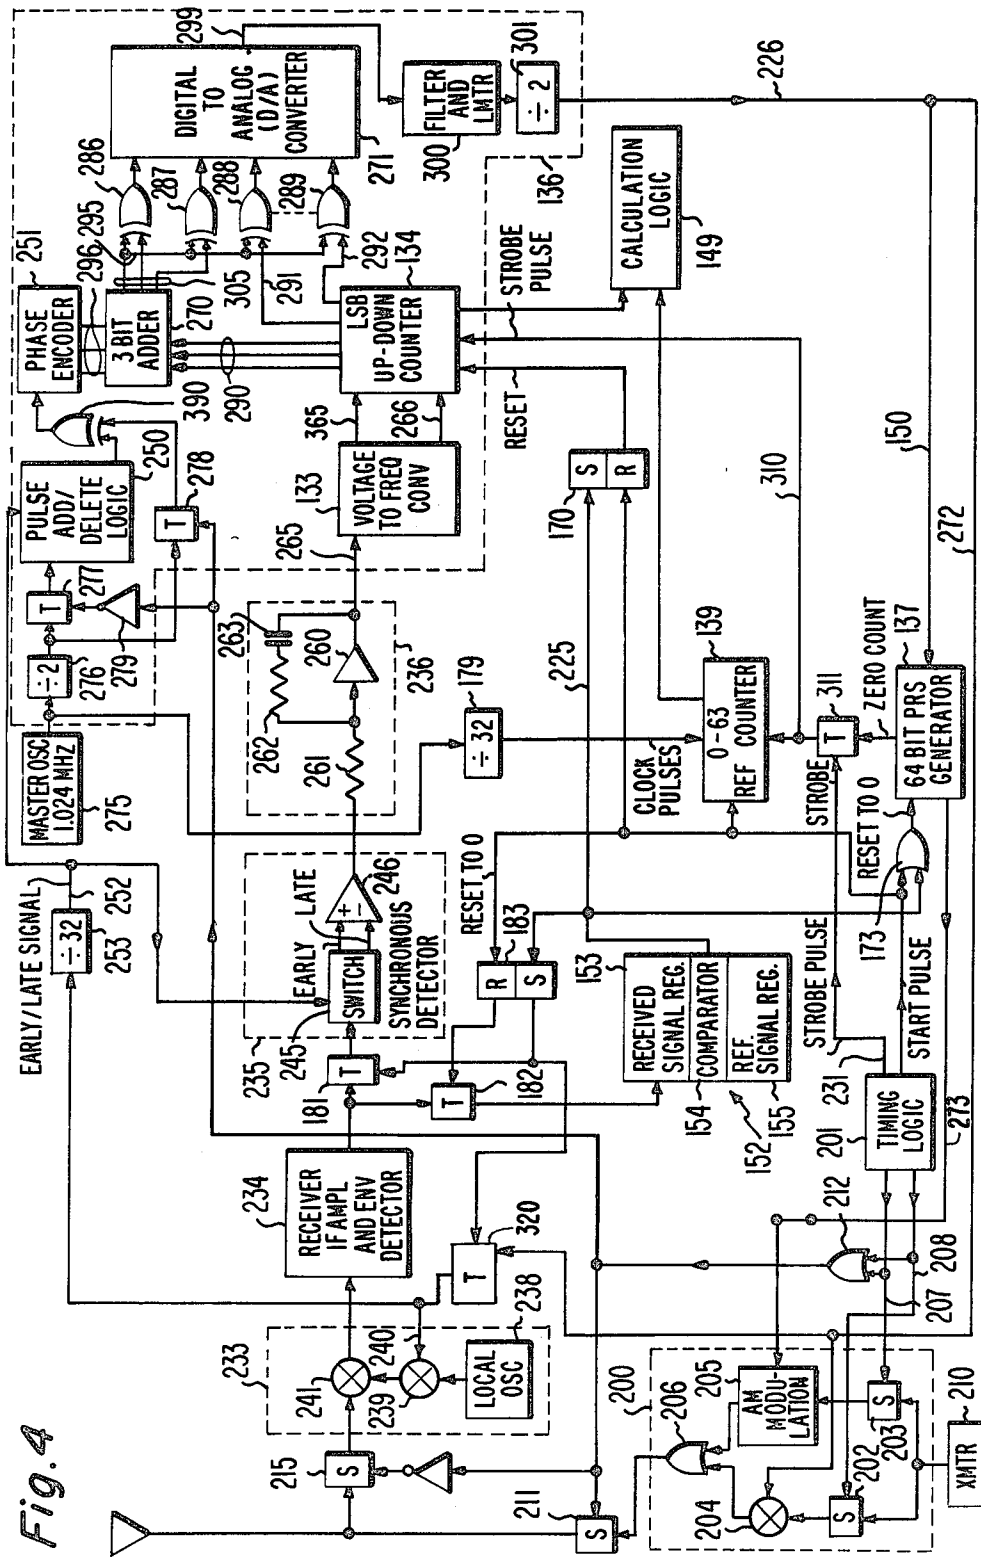 Fig. 4
EARLY/LATE SIGNAL
252
÷ 32
253
MASTER OSC
1.024 MHz
275
÷ 2
276
T
277
279
PULSE
ADD/
DELETE
LOGIC
250
T
278
390
PHASE
ENCODER
251
296
295
3 BIT
ADDER
270
305
290
291
292
286
287
288
289
DIGITAL
TO
ANALOG
(D/A)
CONVERTER
271
299
FILTER
AND
LMTR
300
÷ 2
301
136
226
LSB
UP-DOWN
COUNTER
134
365
266
VOLTAGE
TO FREQ
CONV
133
265
RESET
STROBE
PULSE
CALCULATION
LOGIC
149
263
262
260
261
236
÷ 32
179
EARLY
LATE
SWITCH
+
−
246
245
SYNCHRONOUS
DETECTOR
235
T
181
T
182
R
S
183
RESET TO 0
CLOCK
PULSES
225
S
R
170
310
0-63
REF COUNTER
139
STROBE
T
311
ZERO COUNT
64 BIT PRS
GENERATOR
137
150
272
RESET TO 0
173
RECEIVED
SIGNAL REG.
COMPARATOR
REF.
SIGNAL REG.
153
154
155
152
STROBE PULSE
231
START PULSE
TIMING
LOGIC
201
273
RECEIVER
IF AMPL
AND ENV
DETECTOR
234
T
320
233
241
240
239
LOCAL
OSC
238
S
215
S
211
212
208
207
200
206
205
AM
MODU-
LATION
S
203
202
S
204
XMTR
210